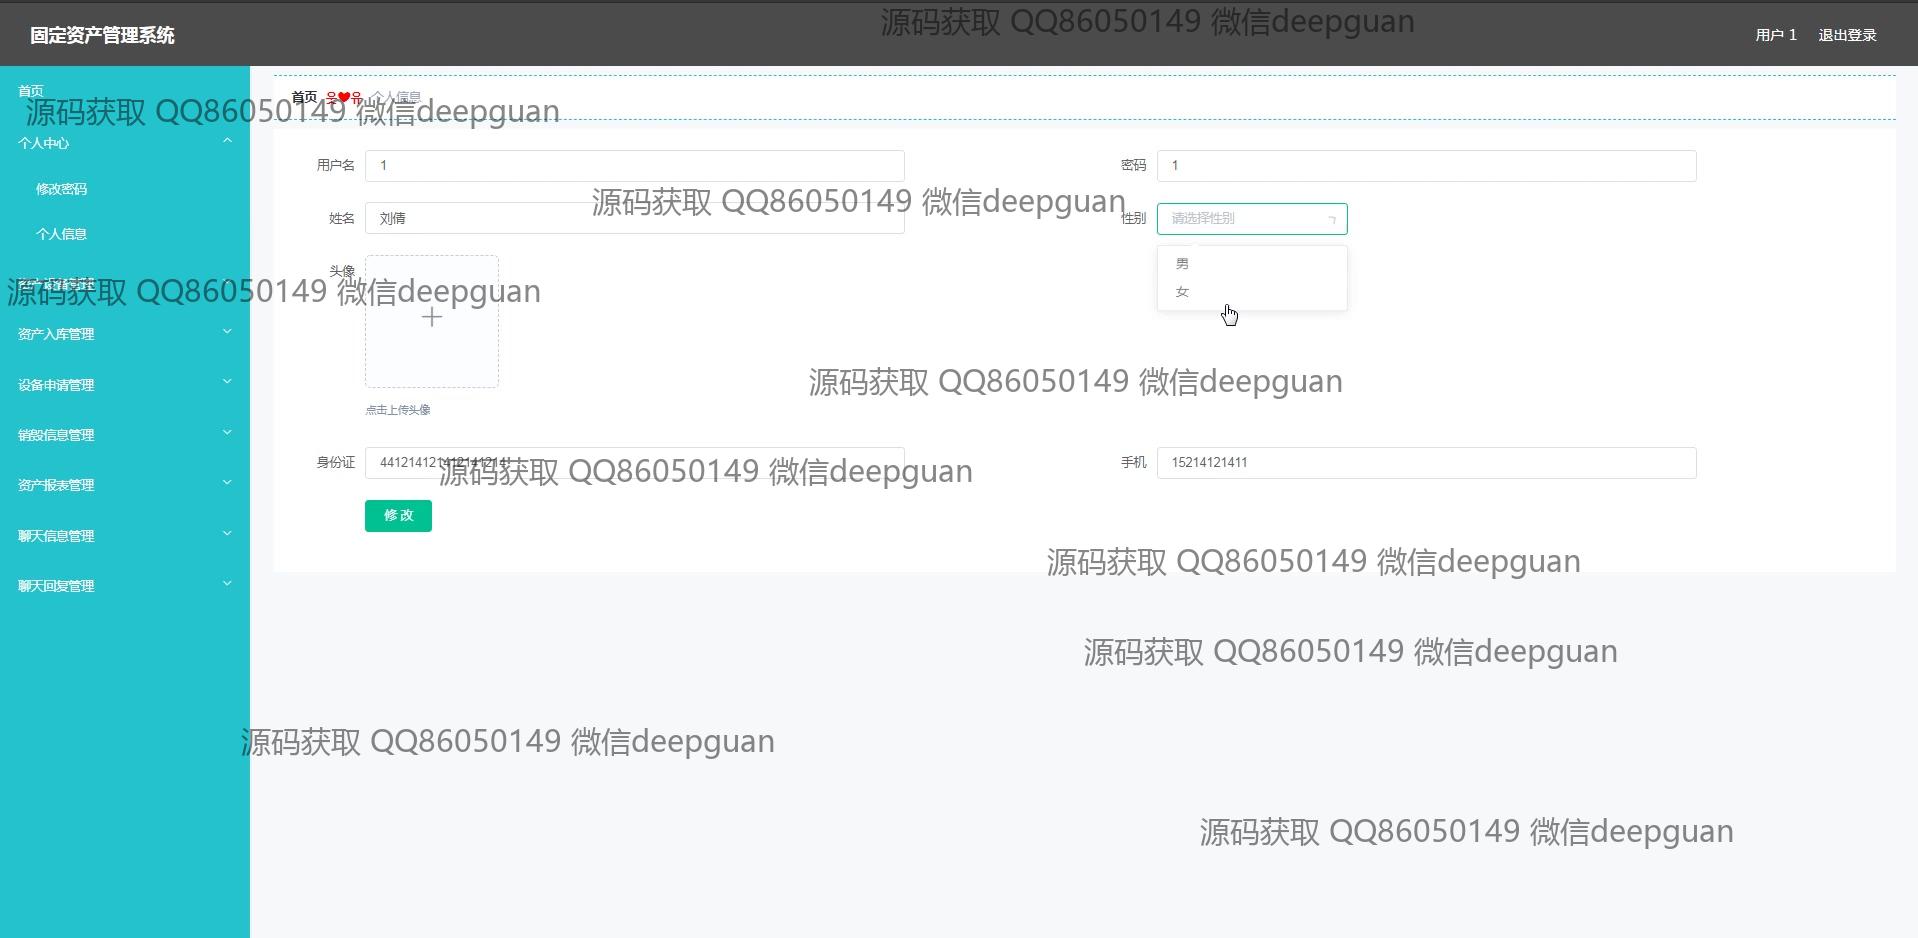 源码获取 QQ86050149 微信deepguan
固定资产管理系统
用户 1
退出登录
首页
首页 웃❤유 个人信息
源码获取 QQ86050149 微信deepguan
个人中心
用户名 1
密码 1
修改密码
源码获取 QQ86050149 微信deepguan
姓名 刘倩
性别 请选择性别
个人信息
男
女
头像
资产设备管理
源码获取 QQ86050149 微信deepguan
资产入库管理
设备申请管理
源码获取 QQ86050149 微信deepguan
点击上传头像
销毁信息管理
身份证 441214121412141214
手机 15214121411
源码获取 QQ86050149 微信deepguan
资产报表管理
修改
聊天信息管理
源码获取 QQ86050149 微信deepguan
聊天回复管理
源码获取 QQ86050149 微信deepguan
源码获取 QQ86050149 微信deepguan
源码获取 QQ86050149 微信deepguan